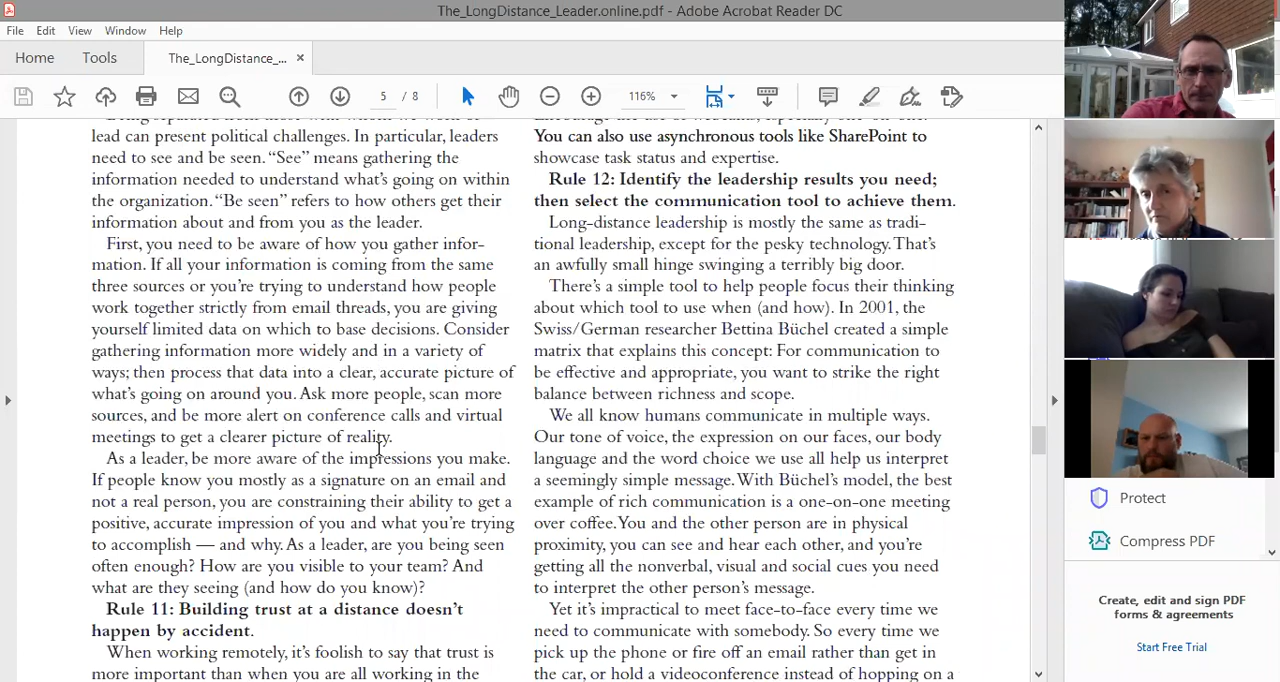 The_LongDistance_Leader.online.pdf - Adobe Acrobat Reader DC
File Edit View Window Help
Home Tools The_LongDistance_... ×
5 / 8 116%
lead can present political challenges. In particular, leaders
need to see and be seen. “See” means gathering the
information needed to understand what’s going on within
the organization. “Be seen” refers to how others get their
information about and from you as the leader.
First, you need to be aware of how you gather infor-
mation. If all your information is coming from the same
three sources or you’re trying to understand how people
work together strictly from email threads, you are giving
yourself limited data on which to base decisions. Consider
gathering information more widely and in a variety of
ways; then process that data into a clear, accurate picture of
what’s going on around you. Ask more people, scan more
sources, and be more alert on conference calls and virtual
meetings to get a clearer picture of reality.
As a leader, be more aware of the impressions you make.
If people know you mostly as a signature on an email and
not a real person, you are constraining their ability to get a
positive, accurate impression of you and what you’re trying
to accomplish — and why. As a leader, are you being seen
often enough? How are you visible to your team? And
what are they seeing (and how do you know)?
Rule 11: Building trust at a distance doesn’t
happen by accident.
When working remotely, it’s foolish to say that trust is
more important than when you are all working in the
You can also use asynchronous tools like SharePoint to
showcase task status and expertise.
Rule 12: Identify the leadership results you need;
then select the communication tool to achieve them.
Long-distance leadership is mostly the same as tradi-
tional leadership, except for the pesky technology. That’s
an awfully small hinge swinging a terribly big door.
There’s a simple tool to help people focus their thinking
about which tool to use when (and how). In 2001, the
Swiss/German researcher Bettina Büchel created a simple
matrix that explains this concept: For communication to
be effective and appropriate, you want to strike the right
balance between richness and scope.
We all know humans communicate in multiple ways.
Our tone of voice, the expression on our faces, our body
language and the word choice we use all help us interpret
a seemingly simple message. With Büchel’s model, the best
example of rich communication is a one-on-one meeting
over coffee. You and the other person are in physical
proximity, you can see and hear each other, and you’re
getting all the nonverbal, visual and social cues you need
to interpret the other person’s message.
Yet it’s impractical to meet face-to-face every time we
need to communicate with somebody. So every time we
pick up the phone or fire off an email rather than get in
the car, or hold a videoconference instead of hopping on a
Protect
Compress PDF
Create, edit and sign PDF
forms & agreements
Start Free Trial